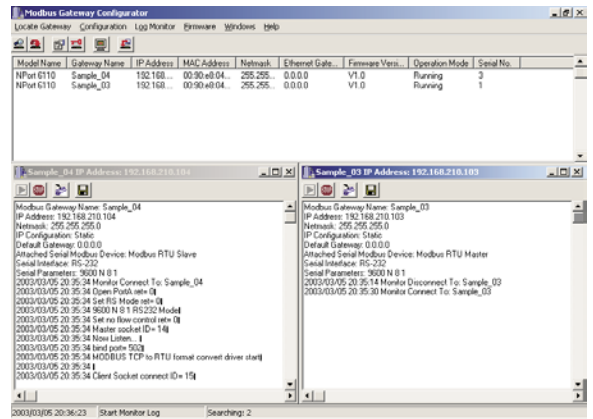 Modbus Gateway Configurator
Locate Gateway Configuration Log Monitor Firmware Windows Help
Model Name Gateway Name IP Address MAC Address Netmask Ethernet Gate... Firmware Versi... Operation Mode Serial No.
NPort 6110 Sample_04 192.168.... 00:90:e8:04... 255.255.... 0.0.0.0 V1.0 Running 3
NPort 6110 Sample_03 192.168.... 00:90:e8:04... 255.255.... 0.0.0.0 V1.0 Running 1
Sample_04 IP Address: 192.168.210.104
Modbus Gateway Name: Sample_04
IP Address: 192.168.210.104
Netmask: 255.255.255.0
IP Configuration: Static
Default Gateway: 0.0.0.0
Attached Serial Modbus Device: Modbus RTU Slave
Serial Interface: RS-232
Serial Parameters: 9600 N 8 1
2003/03/05 20:35:34 Monitor Connect To: Sample_04
2003/03/05 20:35:34 Open PortA ret= 0
2003/03/05 20:35:34 Set RS Mode ret= 0
2003/03/05 20:35:34 9600 N 8 1 RS232 Mode
2003/03/05 20:35:34 Set no flow control ret= 0
2003/03/05 20:35:34 Master socket ID= 14
2003/03/05 20:35:34 Now Listen...
2003/03/05 20:35:34 bind port= 502
2003/03/05 20:35:34 MODBUS TCP to RTU format convert driver start
2003/03/05 20:35:34
2003/03/05 20:35:34 Client Socket connect ID= 15
Sample_03 IP Address: 192.168.210.103
Modbus Gateway Name: Sample_03
IP Address: 192.168.210.103
Netmask: 255.255.255.0
IP Configuration: Static
Default Gateway: 0.0.0.0
Attached Serial Modbus Device: Modbus RTU Master
Serial Interface: RS-232
Serial Parameters: 9600 N 8 1
2003/03/05 20:35:14 Monitor Disconnect To: Sample_03
2003/03/05 20:35:30 Monitor Connect To: Sample_03
2003/03/05 20:36:23 Start Monitor Log Searching: 2